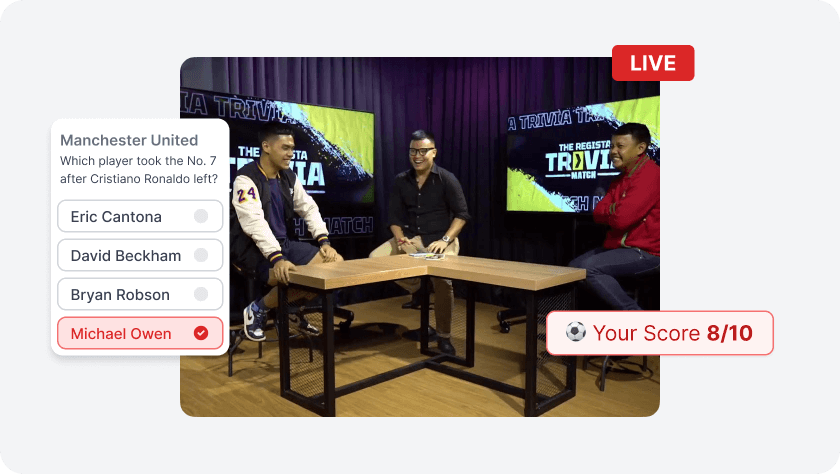 LIVE
A TRIVIA TRIVIA
THE REGISTA
TRIVIA
MATCH
Manchester United
Which player took the No. 7
after Cristiano Ronaldo left?
Eric Cantona
David Beckham
Bryan Robson
Michael Owen
24
IA TRIVIA
THE REGISTA
TRIVIA
MATCH
Your Score 8/10